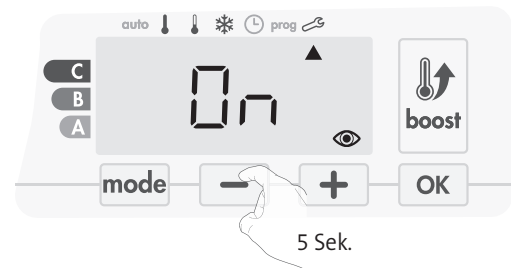 auto prog
C
B
A
On
boost
mode − + OK
5 Sek.